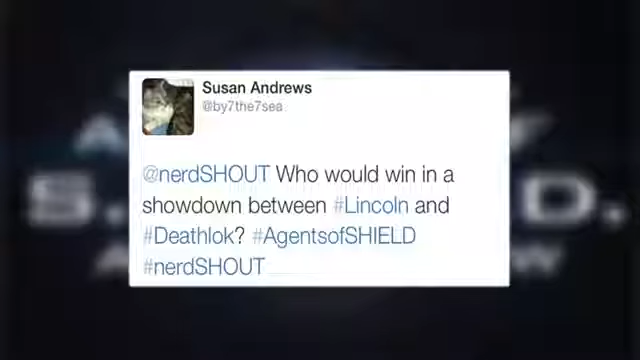 Susan Andrews
@by7the7sea
@nerdSHOUT Who would win in a
showdown between #Lincoln and
#Deathlok? #AgentsofSHIELD
#nerdSHOUT